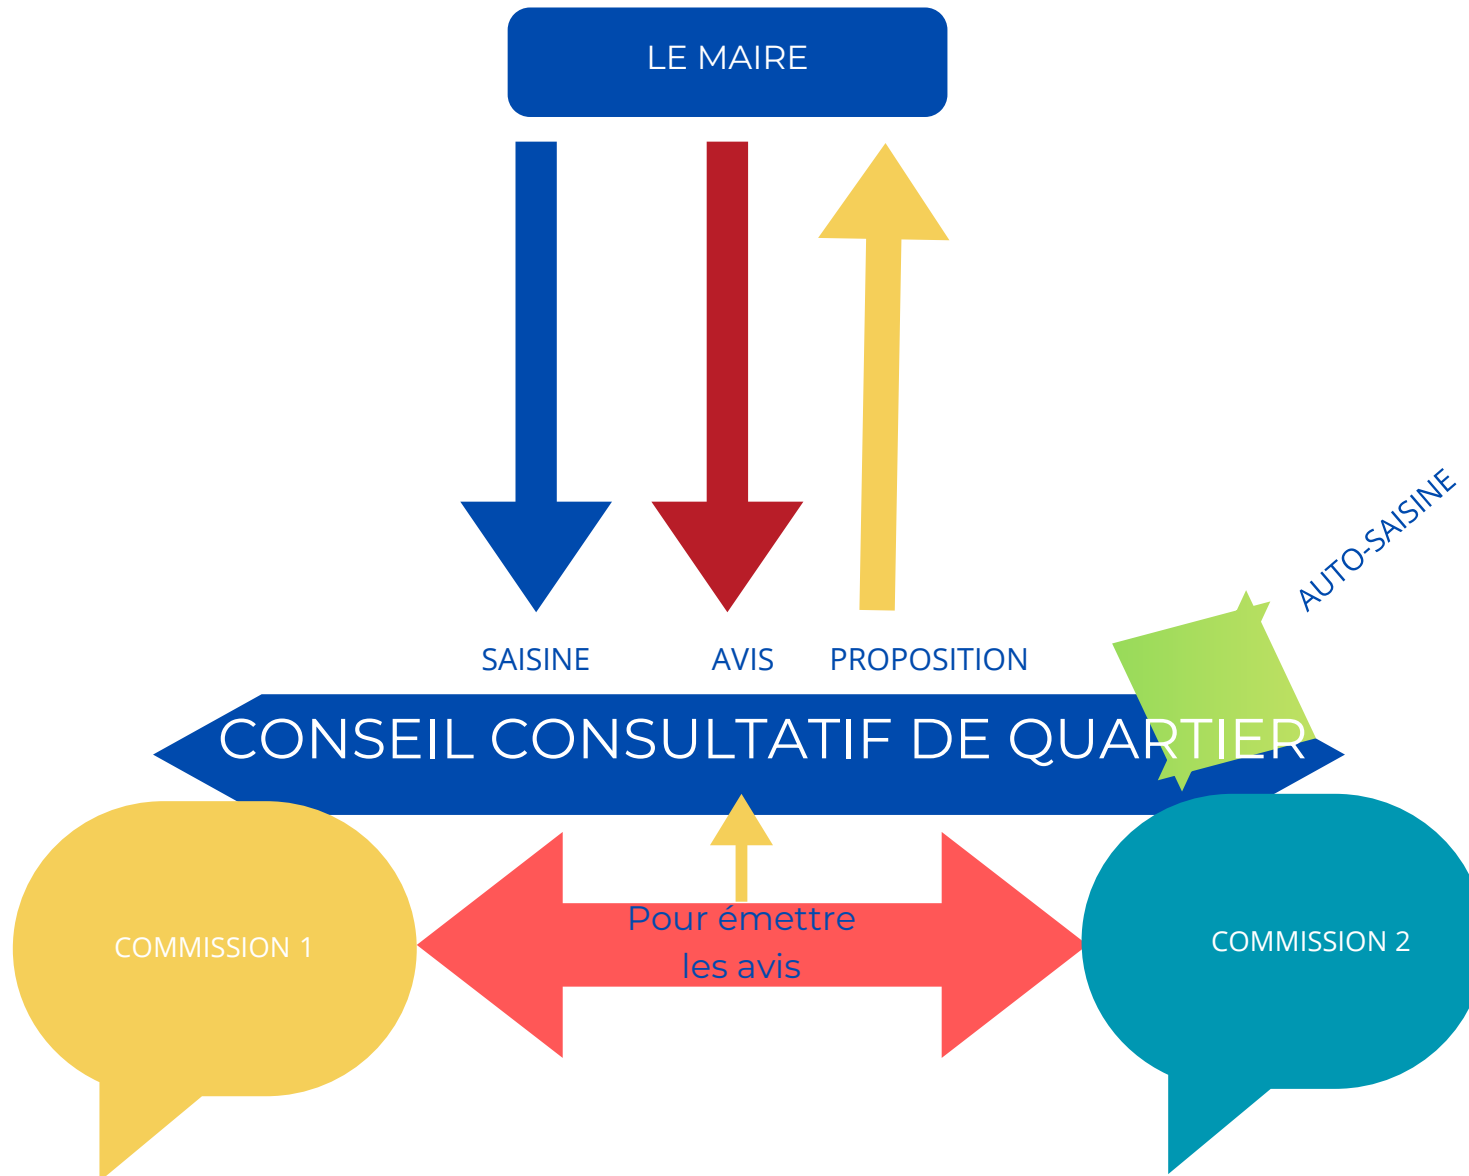 LE MAIRE
AUTO-SAISINE
SAISINE
AVIS
PROPOSITION
CONSEIL CONSULTATIF DE QUARTIER
Pour émettre
les avis
COMMISSION 1
COMMISSION 2